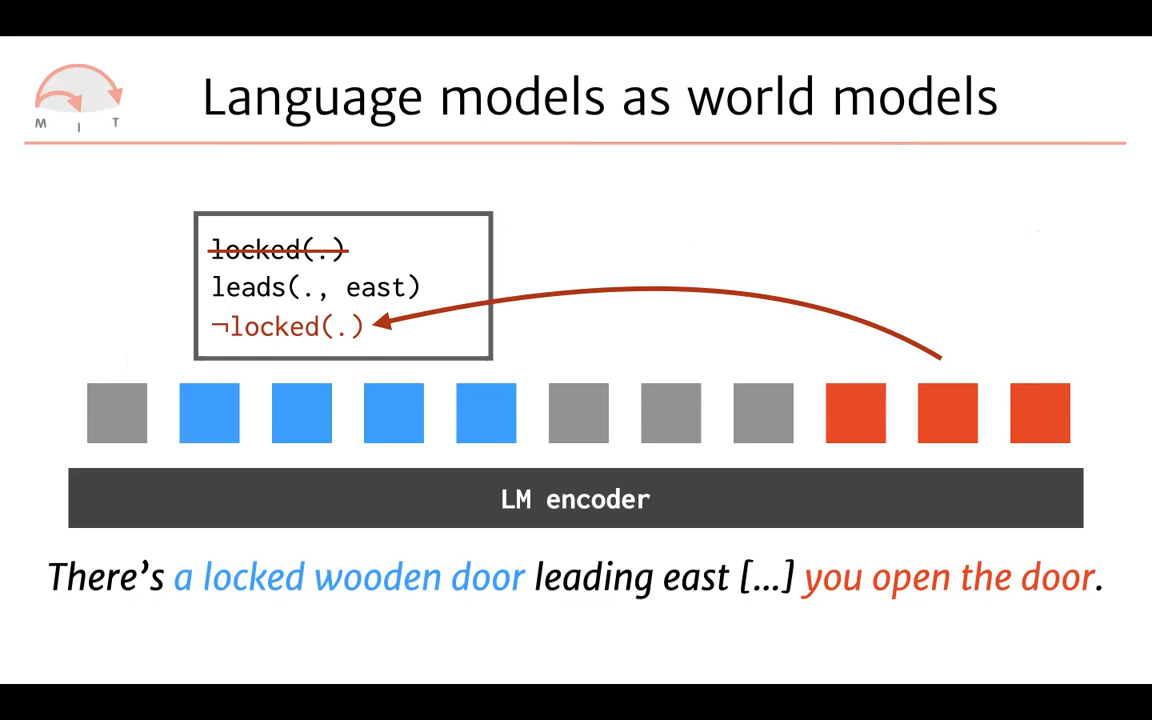 Language models as world models
M I T
locked(.)
leads(., east)
¬locked(.)
LM encoder
There’s a locked wooden door leading east [...] you open the door.